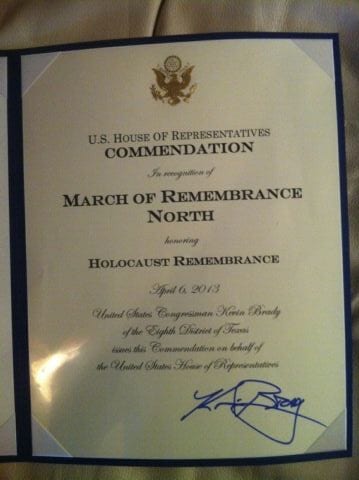 U.S. HOUSE OF REPRESENTATIVES
COMMENDATION
In recognition of
MARCH OF REMEMBRANCE
NORTH
honoring
HOLOCAUST REMEMBRANCE
April 6, 2013
United States Congressman Kevin Brady
of the Eighth District of Texas
issues this Commendation on behalf of
the United States House of Representatives